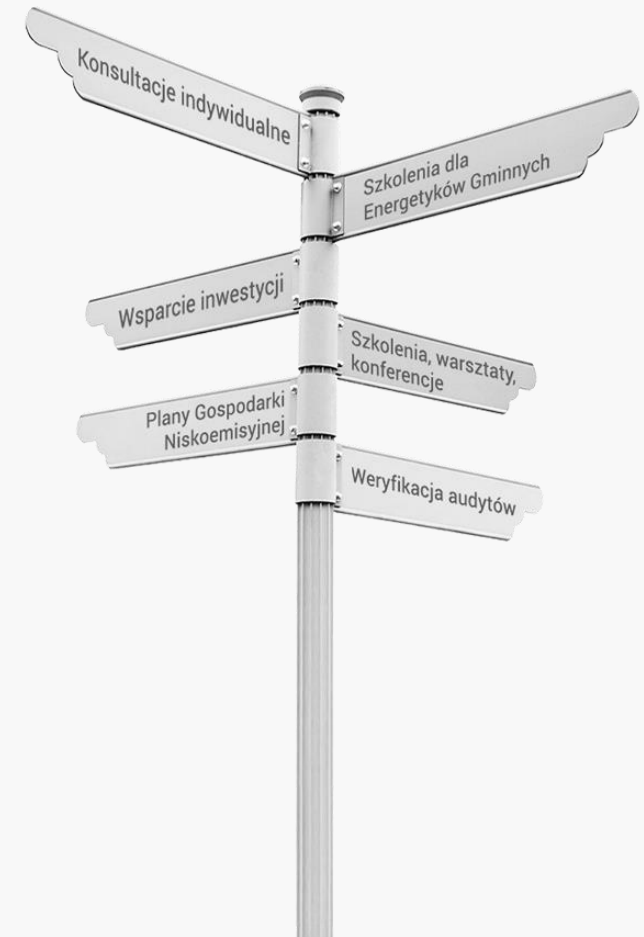 Konsultacje indywidualne
Szkolenia dla
Energetyków Gminnych
Wsparcie inwestycji
Szkolenia, warsztaty,
konferencje
Plany Gospodarki
Niskoemisyjnej
Weryfikacja audytów